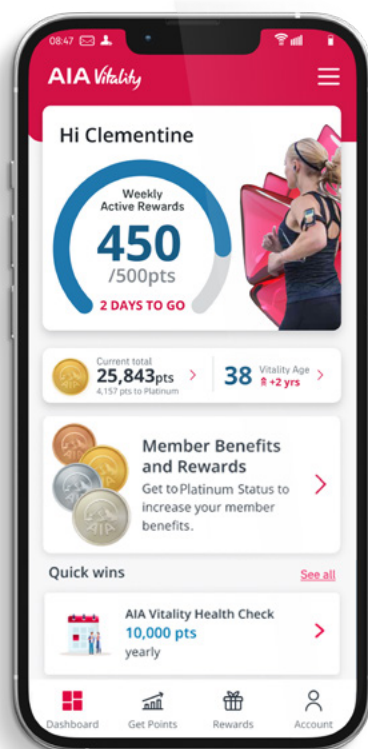 08:47
AIA Vitality
Hi Clementine
Weekly
Active Rewards
450
/500pts
2 DAYS TO GO
Current total
25,843pts
4,157 pts to Platinum
38
Vitality Age
+2 yrs
Member Benefits
and Rewards
Get to Platinum Status to
increase your member
benefits.
Quick wins
See all
AIA Vitality Health Check
10,000 pts
yearly
Dashboard
Get Points
Rewards
Account